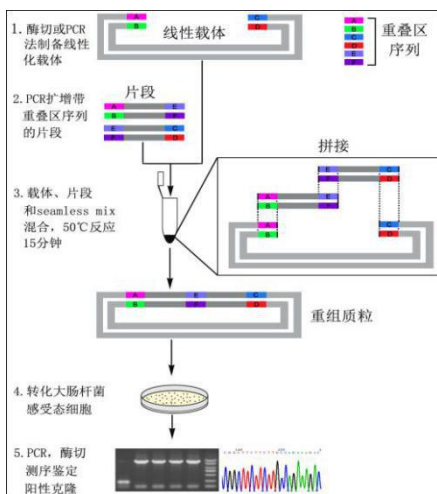 1. 酶切或PCR
法制备线性
化载体
A
B
线性载体
C
D
A
B
C
D
E
F
重叠区
序列
2. PCR扩增带
重叠区序列
的片段
片段
A E
B F
E C
F D
3. 载体、片段
和seamless mix
混合，50℃反应
15分钟
拼接
E C
F D
A E
B F
A C
B D
A E C
B F D
重组质粒
4. 转化大肠杆菌
感受态细胞
5. PCR，酶切
测序鉴定
阳性克隆